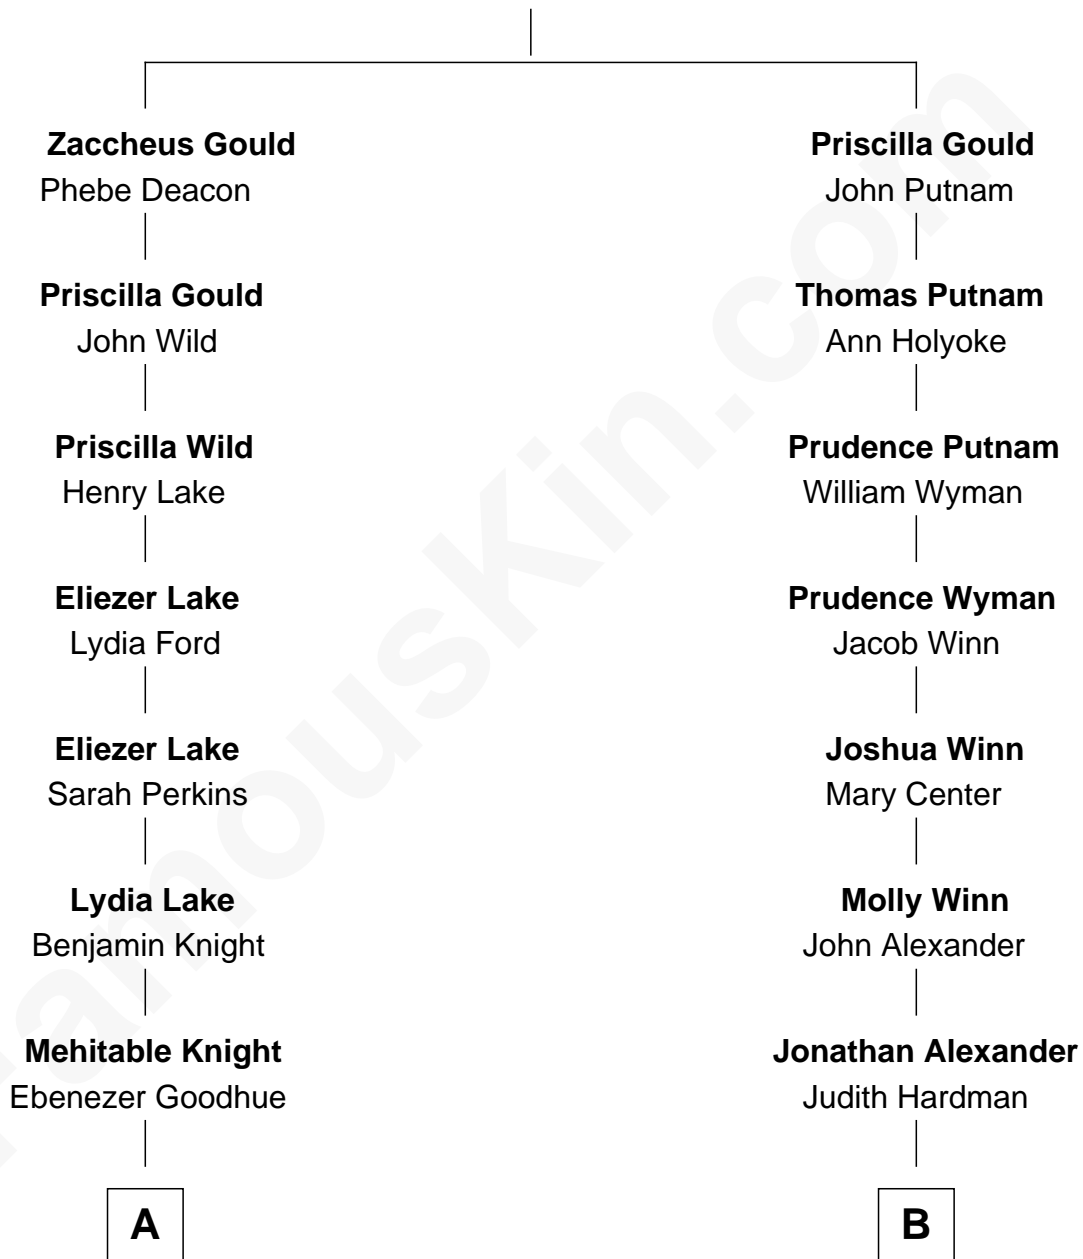 Zaccheus Gould
Phebe Deacon
Priscilla Gould
John Wild
Priscilla Wild
Henry Lake
Eliezer Lake
Lydia Ford
Eliezer Lake
Sarah Perkins
Lydia Lake
Benjamin Knight
Mehitable Knight
Ebenezer Goodhue
A
Priscilla Gould
John Putnam
Thomas Putnam
Ann Holyoke
Prudence Putnam
William Wyman
Prudence Wyman
Jacob Winn
Joshua Winn
Mary Center
Molly Winn
John Alexander
Jonathan Alexander
Judith Hardman
B
FamousKin.com